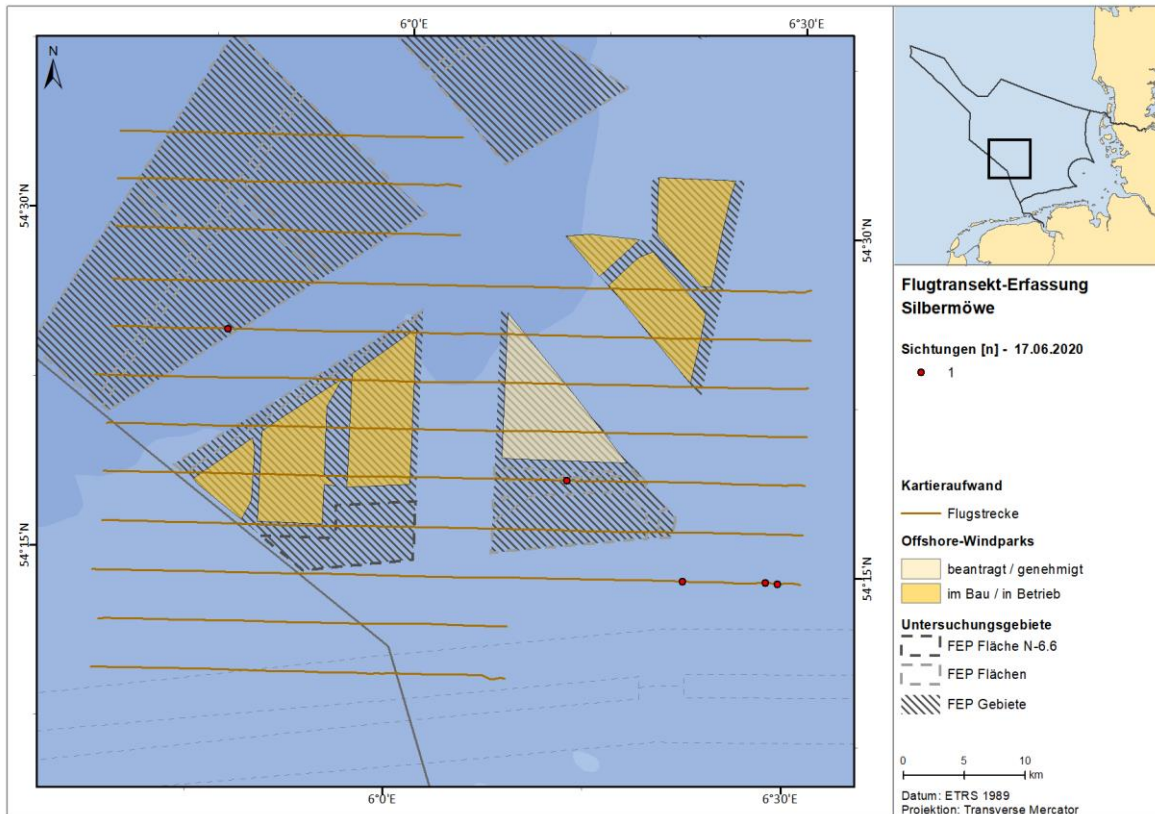 6°0'E
6°30'E
N
54°30'N
54°30'N
54°15'N
54°15'N
6°0'E
6°30'E
Flugtransekt-Erfassung
Silbermöwe
Sichtungen [n] - 17.06.2020
1
Kartieraufwand
Flugstrecke
Offshore-Windparks
beantragt / genehmigt
im Bau / in Betrieb
Untersuchungsgebiete
FEP Fläche N-6.6
FEP Flächen
FEP Gebiete
0 5 10
km
Datum: ETRS 1989
Projektion: Transverse Mercator